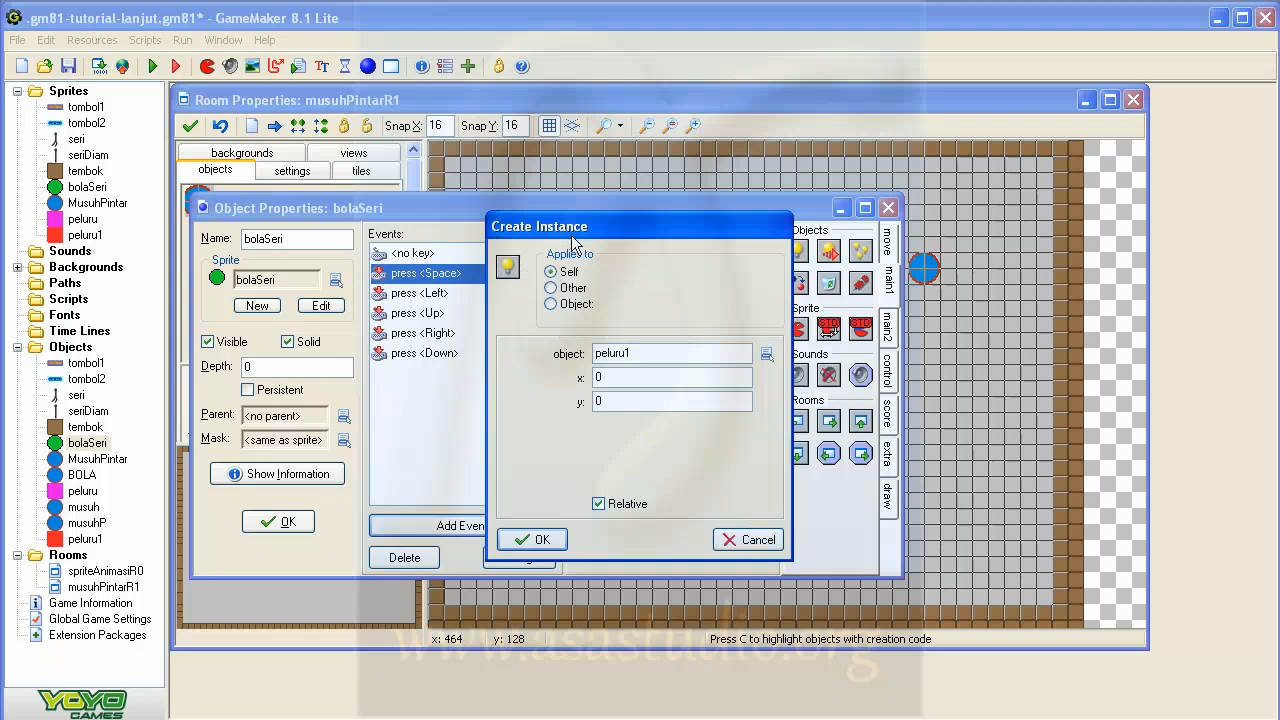 .gm81-tutorial-lanjut.gm81* - GameMaker 8.1 Lite
File Edit Resources Scripts Run Window Help
Sprites
tombol1
tombol2
seri
seriDiam
tembok
bolaSeri
MusuhPintar
peluru
peluru1
Sounds
Backgrounds
Paths
Scripts
Fonts
Time Lines
Objects
tombol1
tombol2
seri
seriDiam
tembok
bolaSeri
MusuhPintar
BOLA
peluru
musuh
musuhP
peluru1
Rooms
spriteAnimasiR0
musuhPintarR1
Game Information
Global Game Settings
Extension Packages
YOYO
GAMES
Room Properties: musuhPintarR1
Snap X: 16 Snap Y: 16
backgrounds views
objects settings tiles
x: 464 y: 128 Press C to highlight objects with creation code
Object Properties: bolaSeri
Name: bolaSeri
Sprite
bolaSeri
New Edit
Visible Solid
Depth: 0
Persistent
Parent: <no parent>
Mask: <same as sprite>
Show Information
OK
Events:
<no key>
press <Space>
press <Left>
press <Up>
press <Right>
press <Down>
Delete
Create Instance
Applies to
Self
Other
Object:
object: peluru1
x: 0
y: 0
Relative
OK Cancel
Sounds
move
main1
main2
control
score
extra
draw
www.asastudio.org